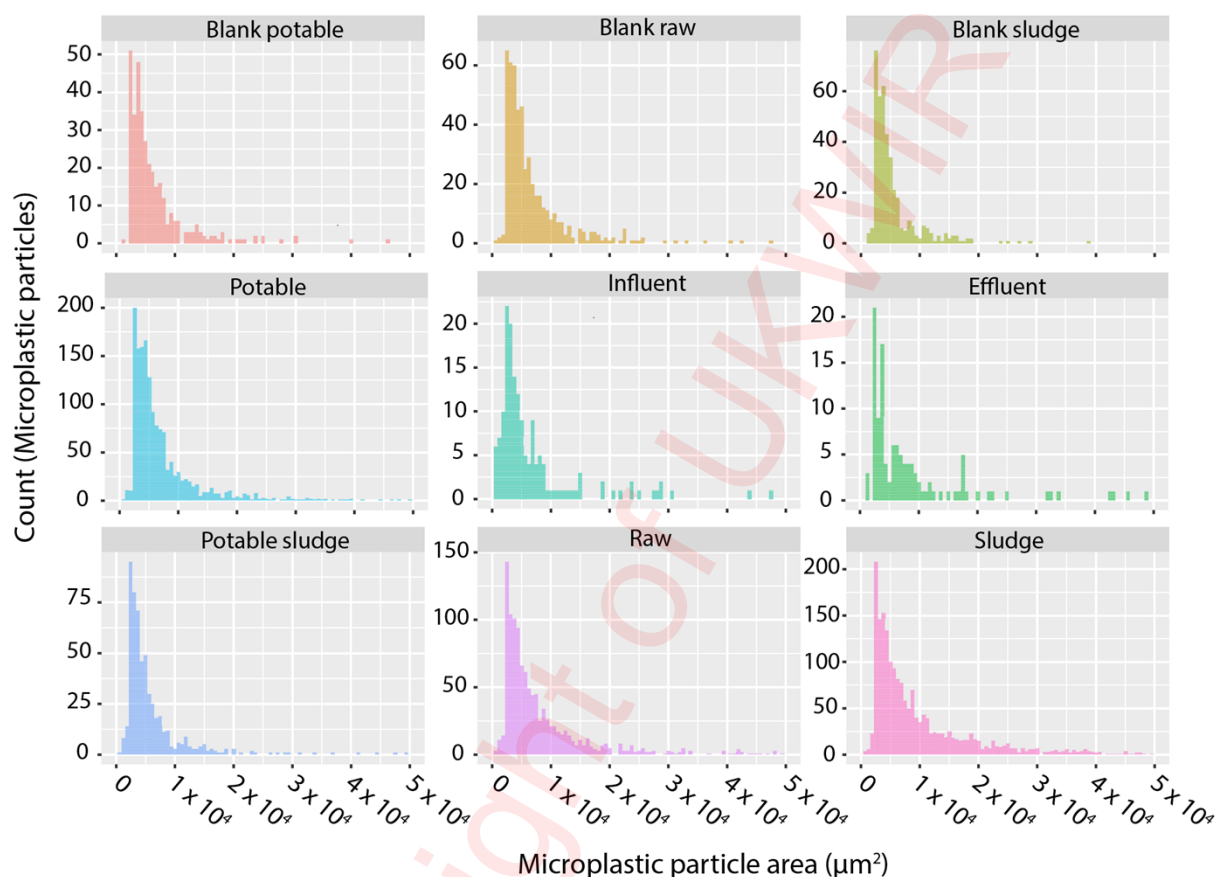 Blank potable
Blank raw
Blank sludge
50
40
30
20
10
0
60
40
20
0
60
40
20
0
Potable
Influent
Effluent
200
150
100
50
0
20
15
10
5
0
20
15
10
5
0
Potable sludge
Raw
Sludge
75
50
25
0
150
100
50
0
200
150
100
50
0
0
1 x 10⁴
2 x 10⁴
3 x 10⁴
4 x 10⁴
5 x 10⁴
0
1 x 10⁴
2 x 10⁴
3 x 10⁴
4 x 10⁴
5 x 10⁴
0
1 x 10⁴
2 x 10⁴
3 x 10⁴
4 x 10⁴
5 x 10⁴
Count (Microplastic particles)
Microplastic particle area (µm²)
ight of UKWIR